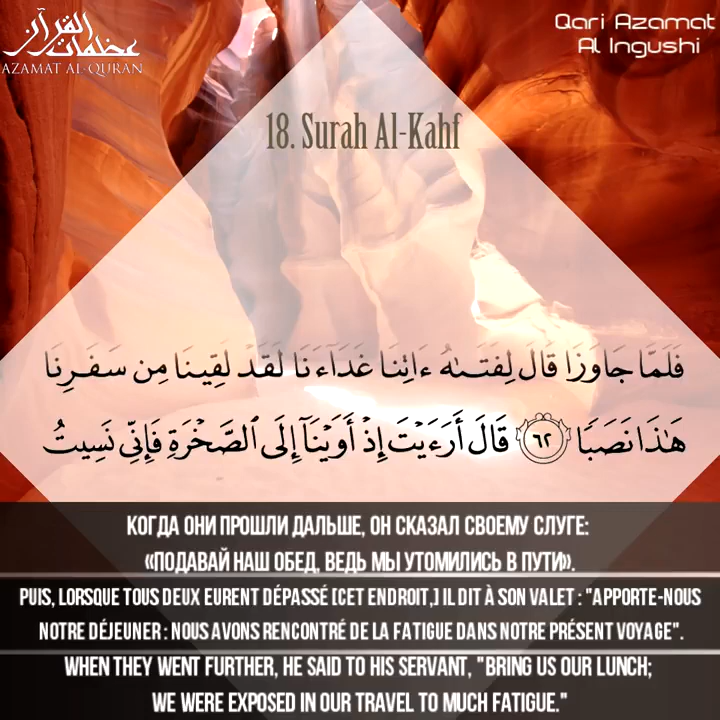 عظمات القرآن
AZAMAT AL-QURAN
Qari Azamat
Al Ingushi
18. Surah Al-Kahf
فَلَمَّا جَاوَزَا قَالَ لِفَتَىٰهُ ءَاتِنَا غَدَآءَنَا لَقَدْ لَقِينَا مِن سَفَرِنَا
هَٰذَا نَصَبًا ٦٢ قَالَ أَرَءَيْتَ إِذْ أَوَيْنَآ إِلَى ٱلصَّخْرَةِ فَإِنِّى نَسِيتُ
КОГДА ОНИ ПРОШЛИ ДАЛЬШЕ, ОН СКАЗАЛ СВОЕМУ СЛУГЕ:
«ПОДАВАЙ НАШ ОБЕД, ВЕДЬ МЫ УТОМИЛИСЬ В ПУТИ».
PUIS, LORSQUE TOUS DEUX EURENT DÉPASSÉ [CET ENDROIT,] IL DIT À SON VALET : "APPORTE-NOUS
NOTRE DÉJEUNER : NOUS AVONS RENCONTRÉ DE LA FATIGUE DANS NOTRE PRÉSENT VOYAGE".
WHEN THEY WENT FURTHER, HE SAID TO HIS SERVANT, "BRING US OUR LUNCH;
WE WERE EXPOSED IN OUR TRAVEL TO MUCH FATIGUE."